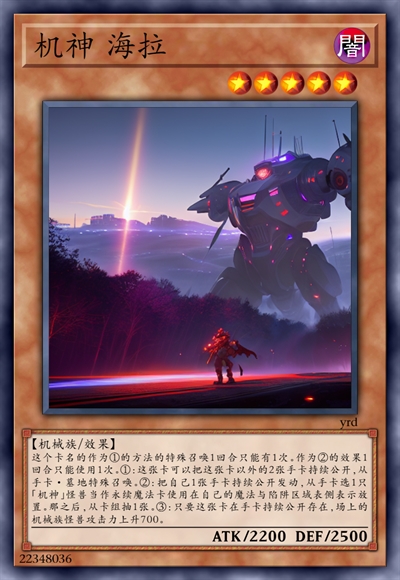 机神 海拉
闇
yrd
【机械族/效果】
这个卡名的作为①的方法的特殊召唤1回合只能有1次。作为②的效果1
回合只能使用1次。①:这张卡可以把这张卡以外的2张手卡持续公开,从
手卡·墓地特殊召唤。②:把自己1张手卡持续公开发动,从手卡选1只
「机神」怪兽当作永续魔法卡使用在自己的魔法与陷阱区域表侧表示放
置。那之后,从卡组抽1张。③:只要这张卡在手卡持续公开存在,场上的
机械族怪兽攻击力上升700。
ATK/2200 DEF/2500
22348036